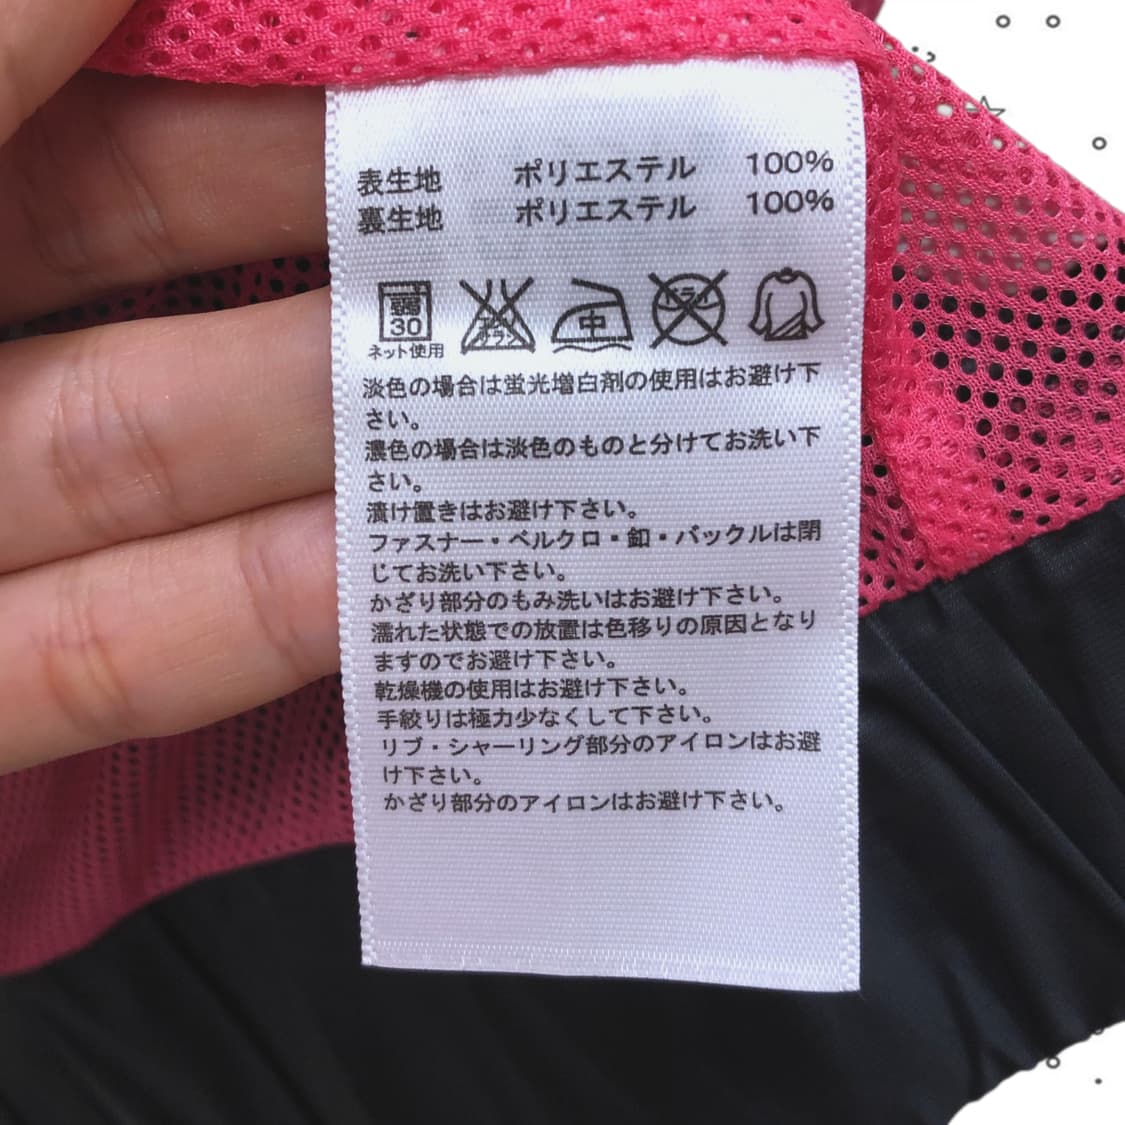 表生地 ポリエステル 100%
裏生地 ポリエステル 100%
弱 30 エンソ サラシ 中 ドライ
ネット使用
淡色の場合は蛍光増白剤の使用はお避け下
さい。
濃色の場合は淡色のものと分けてお洗い下
さい。
漬け置きはお避け下さい。
ファスナー・ベルクロ・釦・バックルは閉
じてお洗い下さい。
かざり部分のもみ洗いはお避け下さい。
濡れた状態での放置は色移りの原因となり
ますのでお避け下さい。
乾燥機の使用はお避け下さい。
手絞りは極力少なくして下さい。
リブ・シャーリング部分のアイロンはお避
け下さい。
かざり部分のアイロンはお避け下さい。